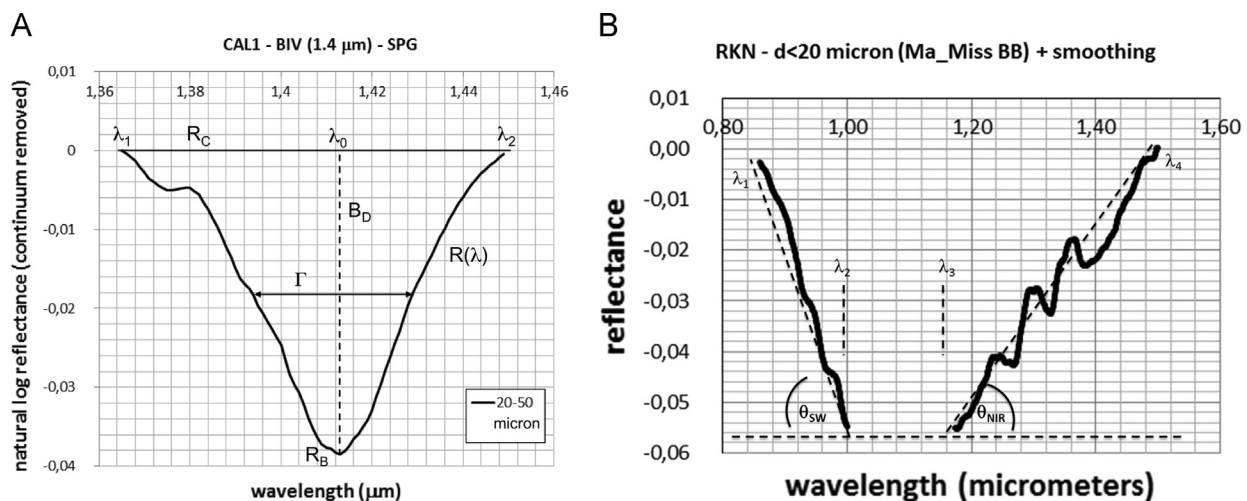 A
CAL1 - BIV (1.4 µm) - SPG
natural log reflectance (continuum removed)
0,01
1,36
1,38
1,4
1,42
1,44
1,46
λ1
RC
λ0
λ2
0
-0,01
BD
R(λ)
Γ
-0,02
-0,03
20-50
micron
RB
-0,04
wavelength (µm)
B
RKN - d<20 micron (Ma_Miss BB) + smoothing
reflectance
0,01
0,80
1,00
1,20
1,40
1,60
0,00
λ1
λ4
-0,01
-0,02
λ2
λ3
-0,03
-0,04
-0,05
θSW
θNIR
-0,06
wavelength (micrometers)